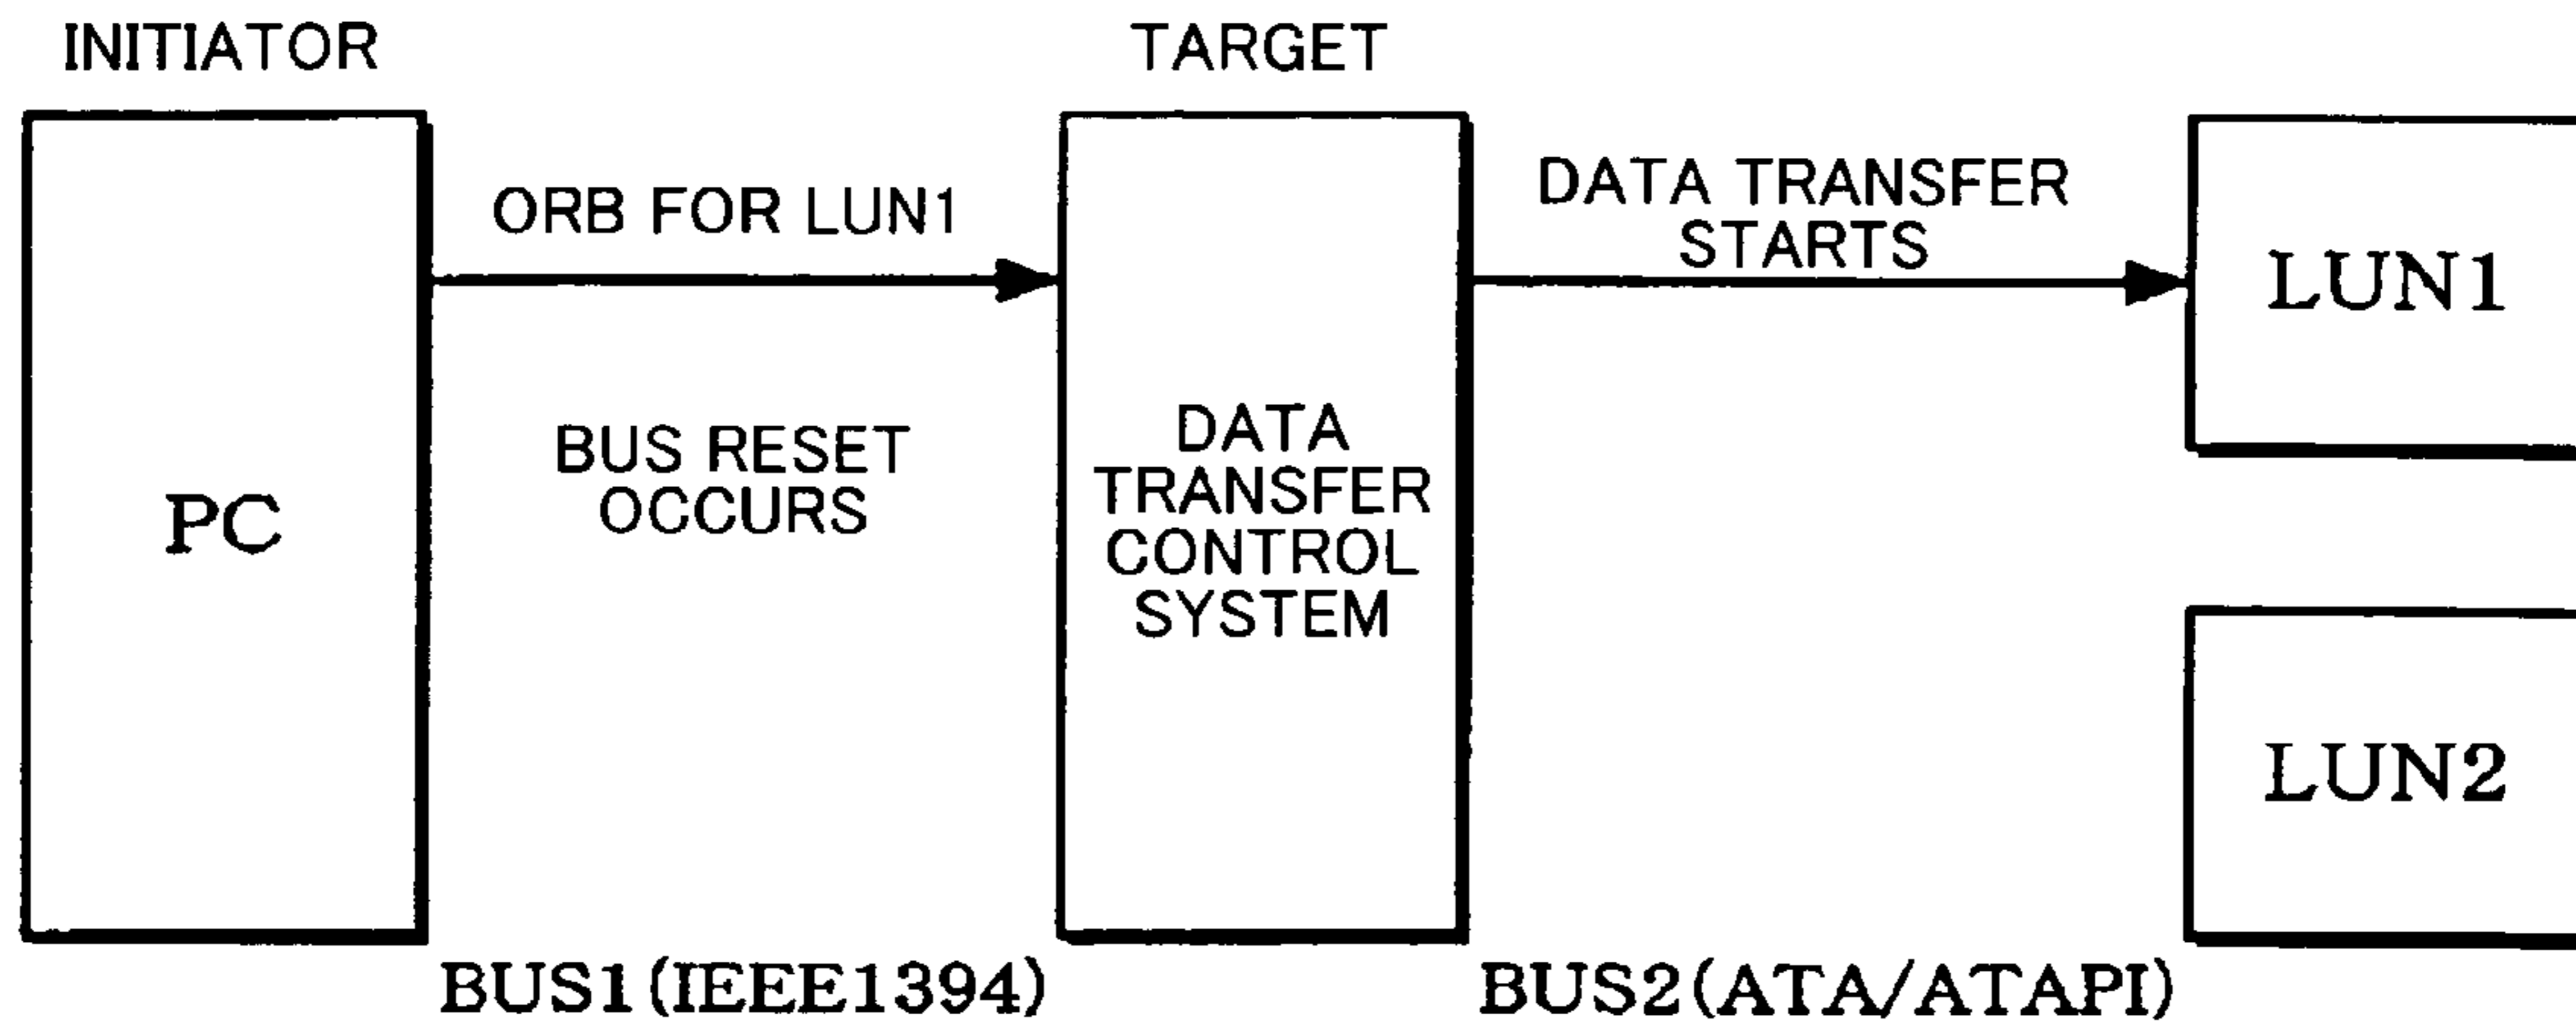 INITIATOR
TARGET
ORB FOR LUN1
DATA TRANSFER
STARTS
LUN1
BUS RESET
OCCURS
PC
DATA
TRANSFER
CONTROL
SYSTEM
LUN2
BUS1(IEEE1394)
BUS2(ATA/ATAPI)